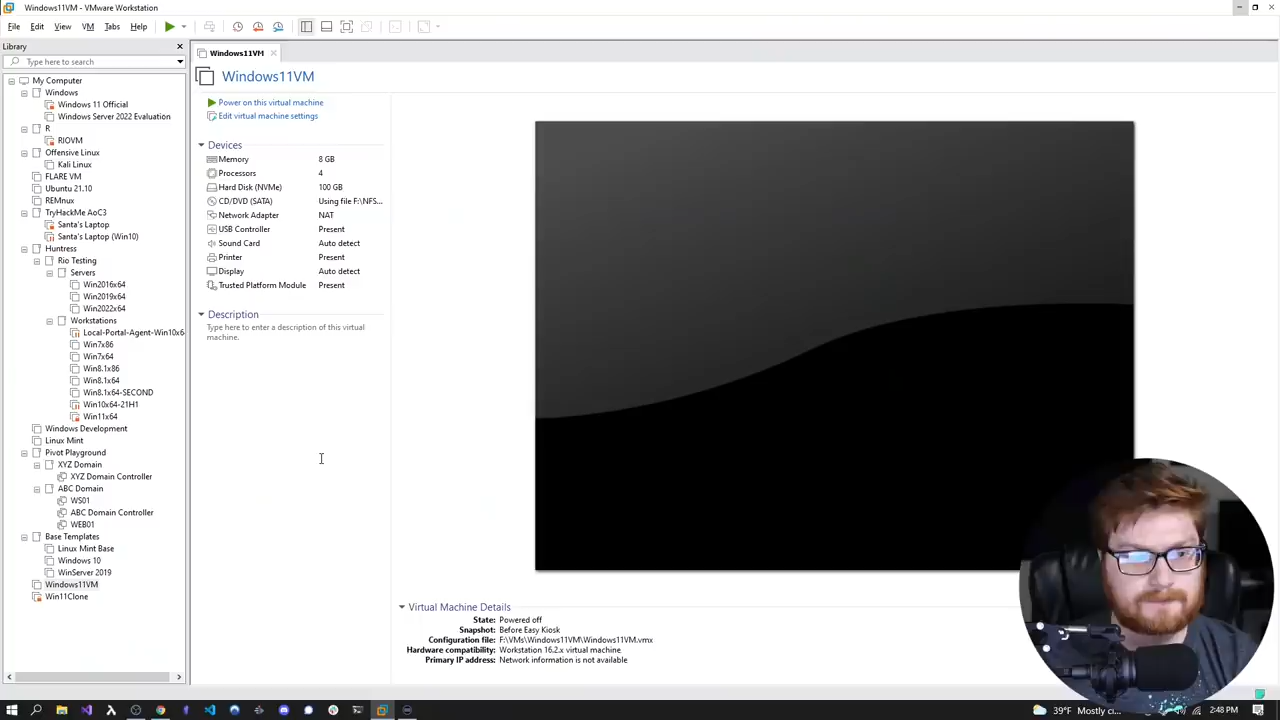 Windows11VM - VMware Workstation
File Edit View VM Tabs Help
Library
Type here to search
My Computer
Windows
Windows 11 Official
Windows Server 2022 Evaluation
R
RIOVM
Offensive Linux
Kali Linux
FLARE VM
Ubuntu 21.10
REMnux
TryHackMe AoC3
Santa's Laptop
Santa's Laptop (Win10)
Huntress
Rio Testing
Servers
Win2016x64
Win2019x64
Win2022x64
Workstations
Local-Portal-Agent-Win10x6
Win7x86
Win7x64
Win8.1x86
Win8.1x64
Win8.1x64-SECOND
Win10x64-21H1
Win11x64
Windows Development
Linux Mint
Pivot Playground
XYZ Domain
XYZ Domain Controller
ABC Domain
WS01
ABC Domain Controller
WEB01
Base Templates
Linux Mint Base
Windows 10
WinServer 2019
Windows11VM
Win11Clone
Windows11VM
Windows11VM
Power on this virtual machine
Edit virtual machine settings
Devices
Memory 8 GB
Processors 4
Hard Disk (NVMe) 100 GB
CD/DVD (SATA) Using file F:\NFS...
Network Adapter NAT
USB Controller Present
Sound Card Auto detect
Printer Present
Display Auto detect
Trusted Platform Module Present
Description
Type here to enter a description of this virtual
machine.
Virtual Machine Details
State: Powered off
Snapshot: Before Easy Kiosk
Configuration file: F:\VMs\Windows11VM\Windows11VM.vmx
Hardware compatibility: Workstation 16.2.x virtual machine
Primary IP address: Network information is not available
39°F Mostly cl... 2:48 PM